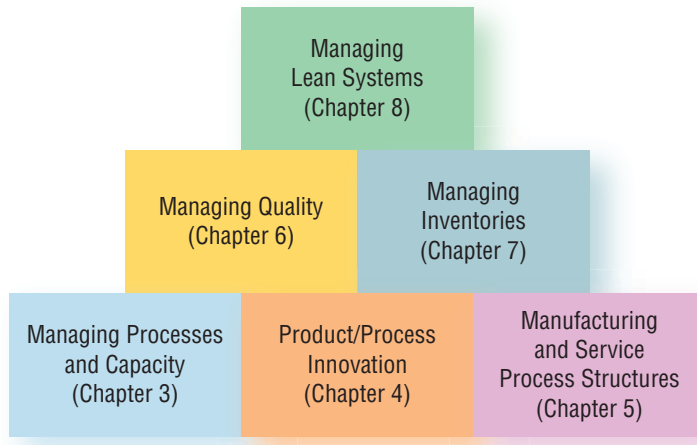 Managing
Lean Systems
(Chapter 8)
Managing Quality
(Chapter 6)
Managing
Inventories
(Chapter 7)
Managing Processes
and Capacity
(Chapter 3)
Product/Process
Innovation
(Chapter 4)
Manufacturing
and Service
Process Structures
(Chapter 5)